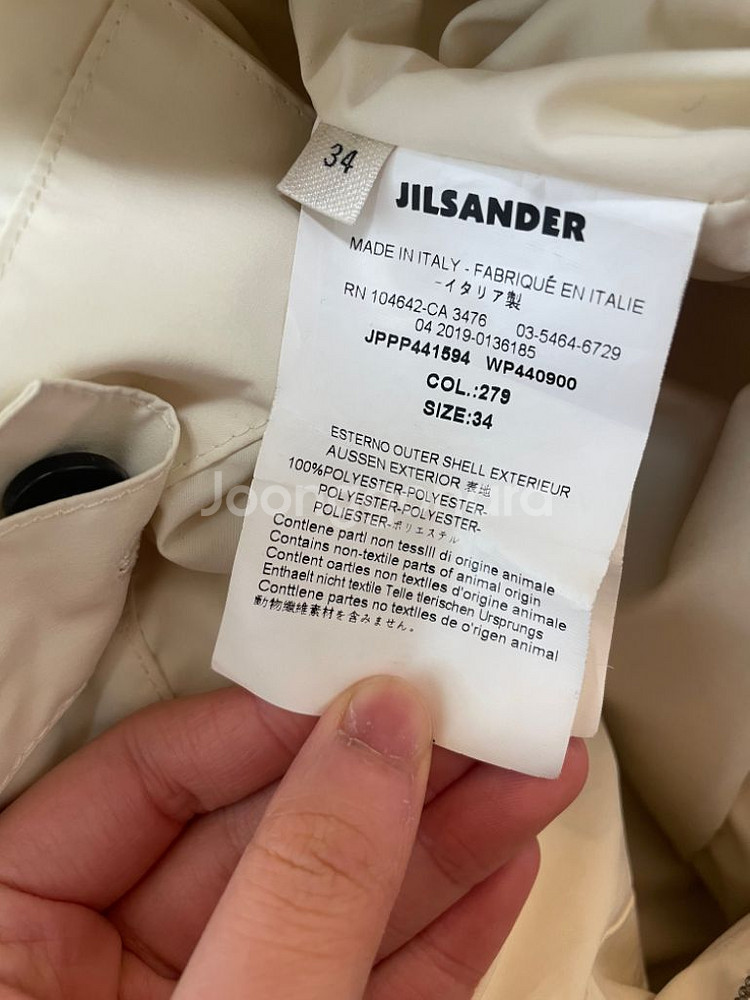 34
JILSANDER
MADE IN ITALY - FABRIQUÉ EN ITALIE
-イタリア製
RN 104642-CA 3476 03-5464-6729
04 2019-0136185
JPPP441594 WP440900
COL.:279
SIZE:34
ESTERNO OUTER SHELL EXTERIEUR
AUSSEN EXTERIOR 表地
100%POLYESTER-POLYESTER-
POLYESTER-POLYESTER-
POLIESTER-ポリエステル
Contlene partl non tesslll di origine animale
Contains non-textile parts of animal origin
Contlent oarties non textlles d'origine animale
Enthaelt nicht textile Telle tlerischen Ursprungs
Conttlene partes no textlles de o'rigen animal
動物繊維素材を含みません。